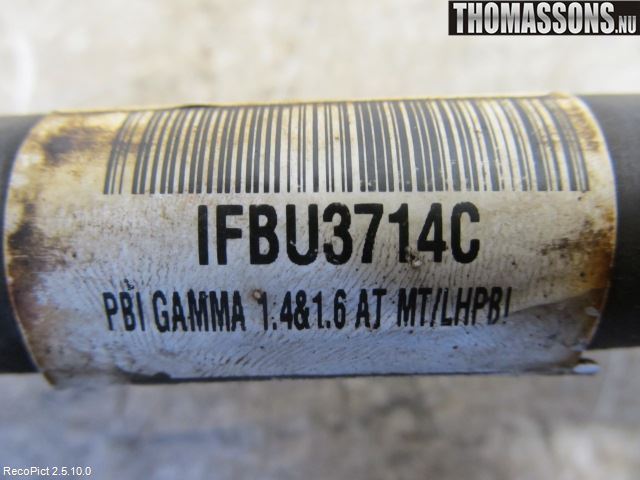 THOMASSONS.NU
IFBU3714C
PBI GAMMA 1.4&1.6 AT MT/LHPBI
RecoPict 2.5.10.0